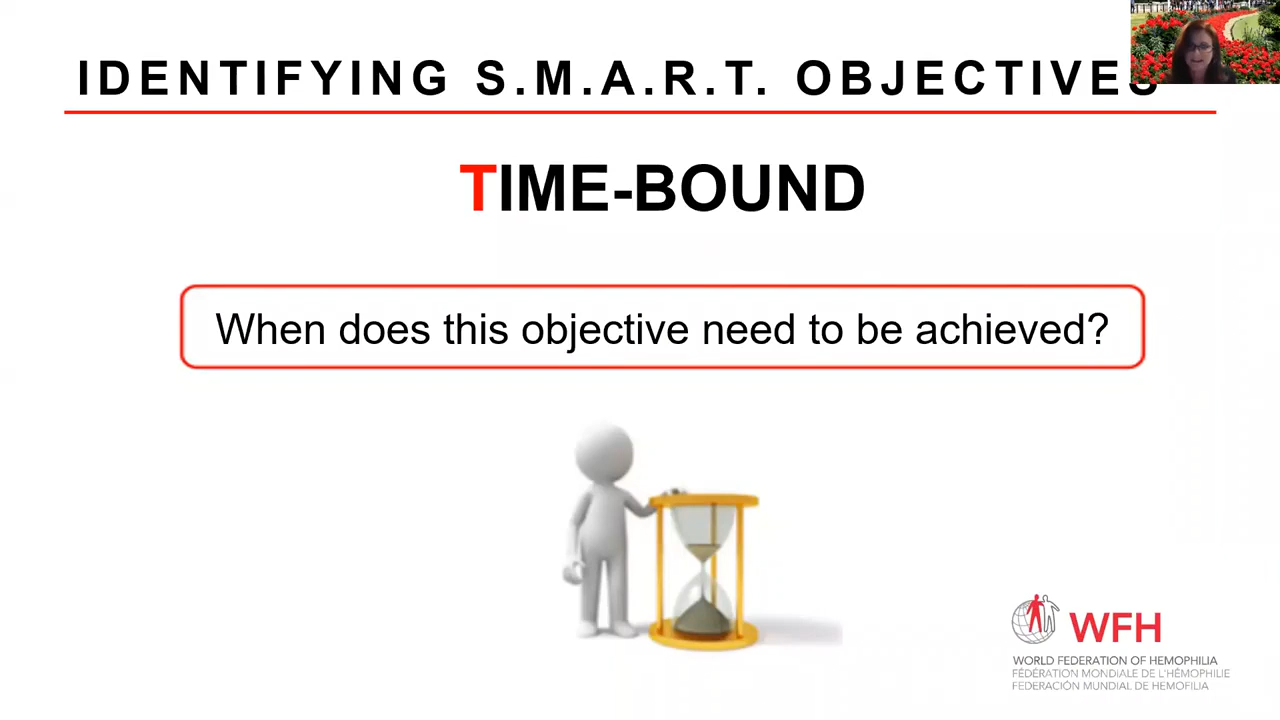 IDENTIFYING S.M.A.R.T. OBJECTIVES
TIME-BOUND
When does this objective need to be achieved?
WFH
WORLD FEDERATION OF HEMOPHILIA
FÉDÉRATION MONDIALE DE L'HÉMOPHILIE
FEDERACIÓN MUNDIAL DE HEMOFILIA